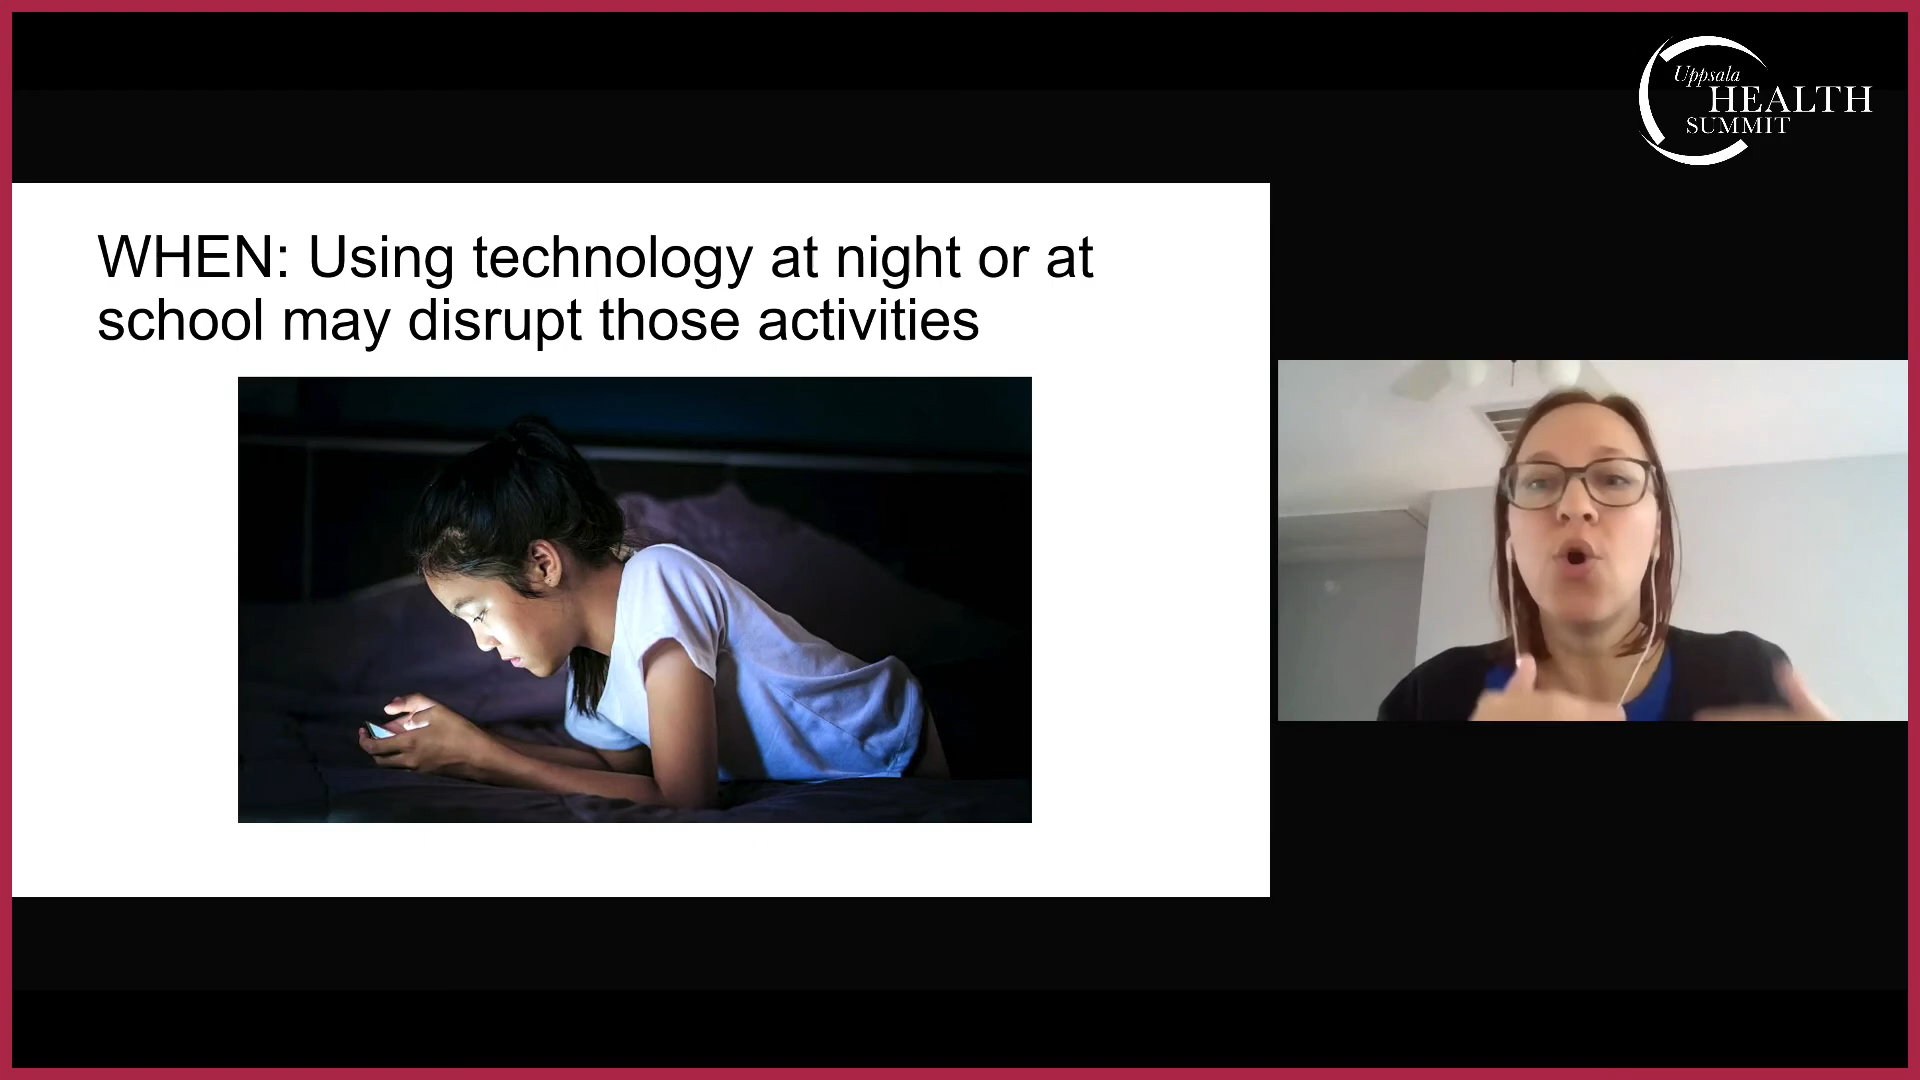 Uppsala
HEALTH
SUMMIT
WHEN: Using technology at night or at
school may disrupt those activities